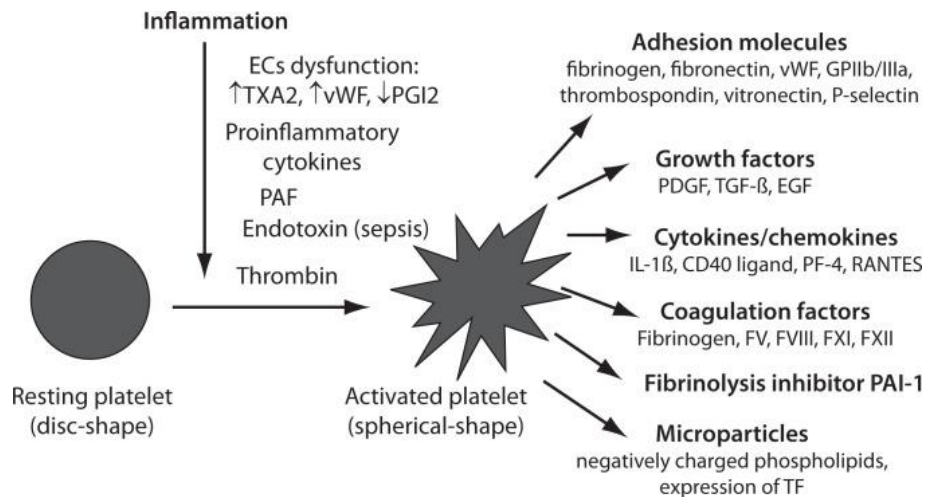 Inflammation
ECs dysfunction:
↑TXA2, ↑vWF, ↓PGI2
Proinflammatory
cytokines
PAF
Endotoxin (sepsis)
Thrombin
Resting platelet
(disc-shape)
Activated platelet
(spherical-shape)
Adhesion molecules
fibrinogen, fibronectin, vWF, GPIIb/IIIa,
thrombospondin, vitronectin, P-selectin
Growth factors
PDGF, TGF-ß, EGF
Cytokines/chemokines
IL-1ß, CD40 ligand, PF-4, RANTES
Coagulation factors
Fibrinogen, FV, FVIII, FXI, FXII
Fibrinolysis inhibitor PAI-1
Microparticles
negatively charged phospholipids,
expression of TF